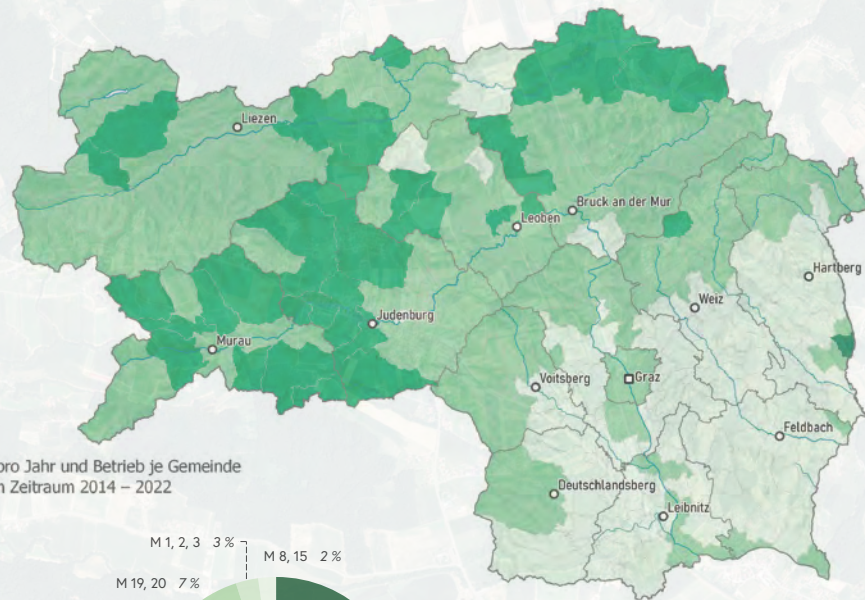 Liezen
Bruck an der Mur
Leoben
Hartberg
Weiz
Judenburg
Murau
Voitsberg
Graz
Feldbach
pro Jahr und Betrieb je Gemeinde
Zeitraum 2014 – 2022
Deutschlandsberg
Leibnitz
M 1, 2, 3 3 %
M 8, 15 2 %
M 19, 20 7 %